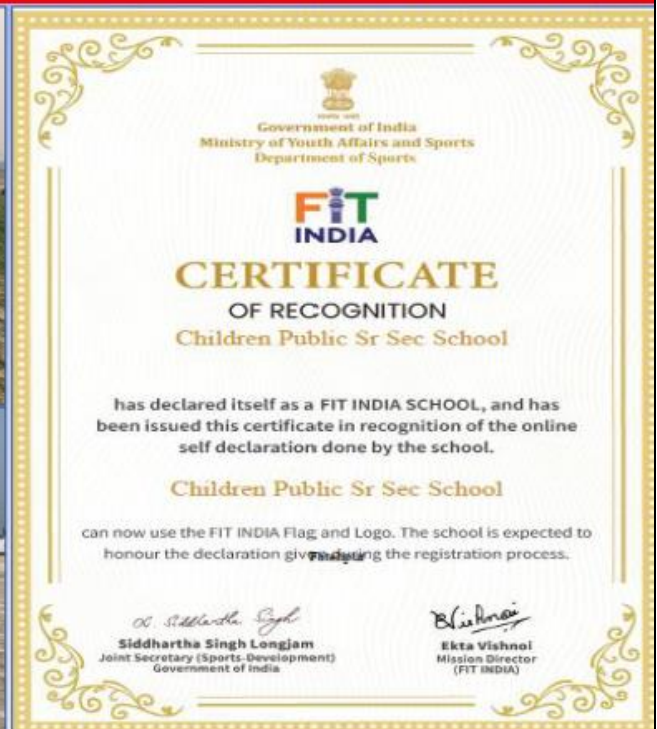 Government of India
Ministry of Youth Affairs and Sports
Department of Sports
FIT
INDIA
CERTIFICATE
OF RECOGNITION
Children Public Sr Sec School
has declared itself as a FIT INDIA SCHOOL, and has
been issued this certificate in recognition of the online
self declaration done by the school.
Children Public Sr Sec School
can now use the FIT INDIA Flag and Logo. The school is expected to
honour the declaration given during the registration process.
Siddhartha Singh Longjam
Ekta Vishnoi
Joint Secretary (Sports-Development)
Mission Director
Government of India
(FIT INDIA)